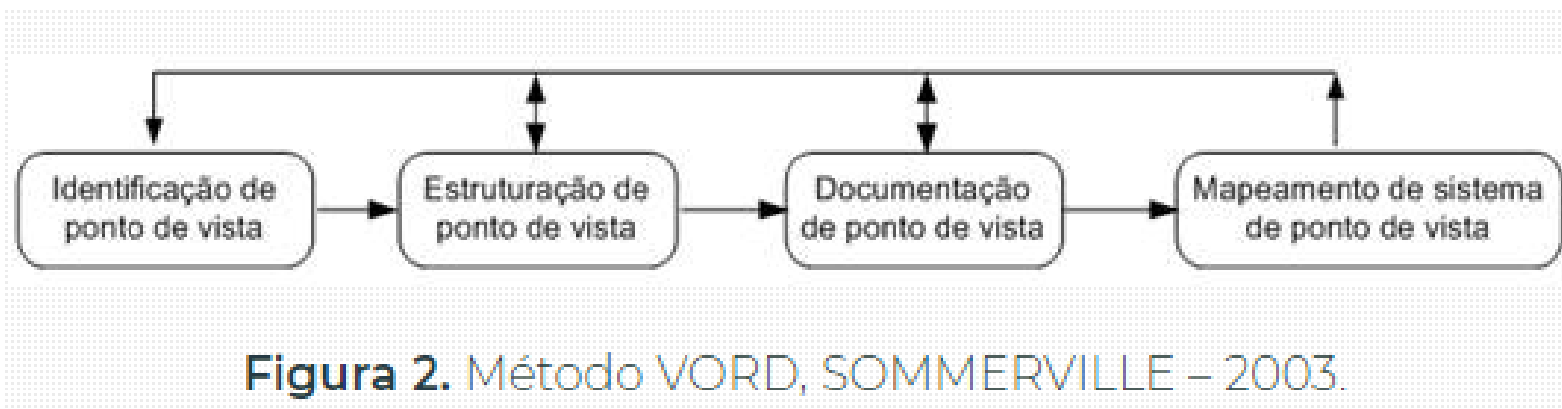 Identificação de
ponto de vista
Estruturação de
ponto de vista
Documentação
de ponto de vista
Mapeamento de sistema
de ponto de vista
Figura 2. Método VORD, SOMMERVILLE – 2003.